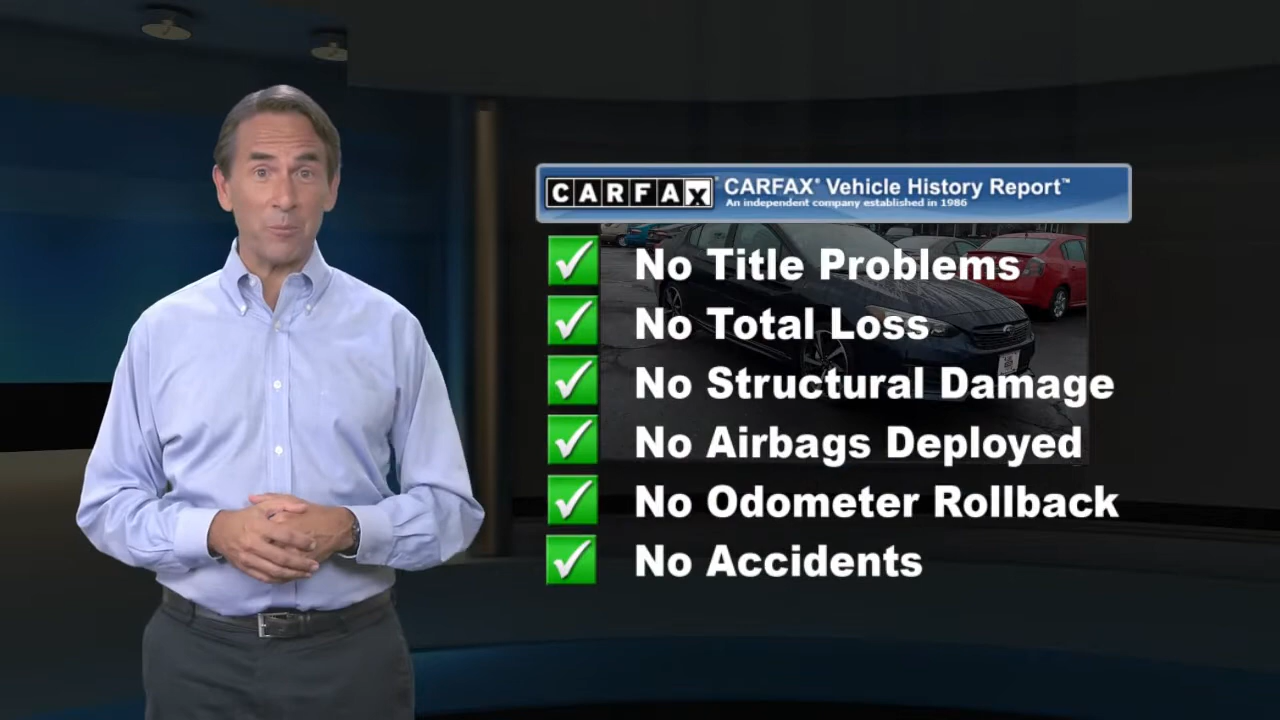 CARFAX® CARFAX® Vehicle History Report™
An independent company established in 1986
No Title Problems
No Total Loss
No Structural Damage
No Airbags Deployed
No Odometer Rollback
No Accidents